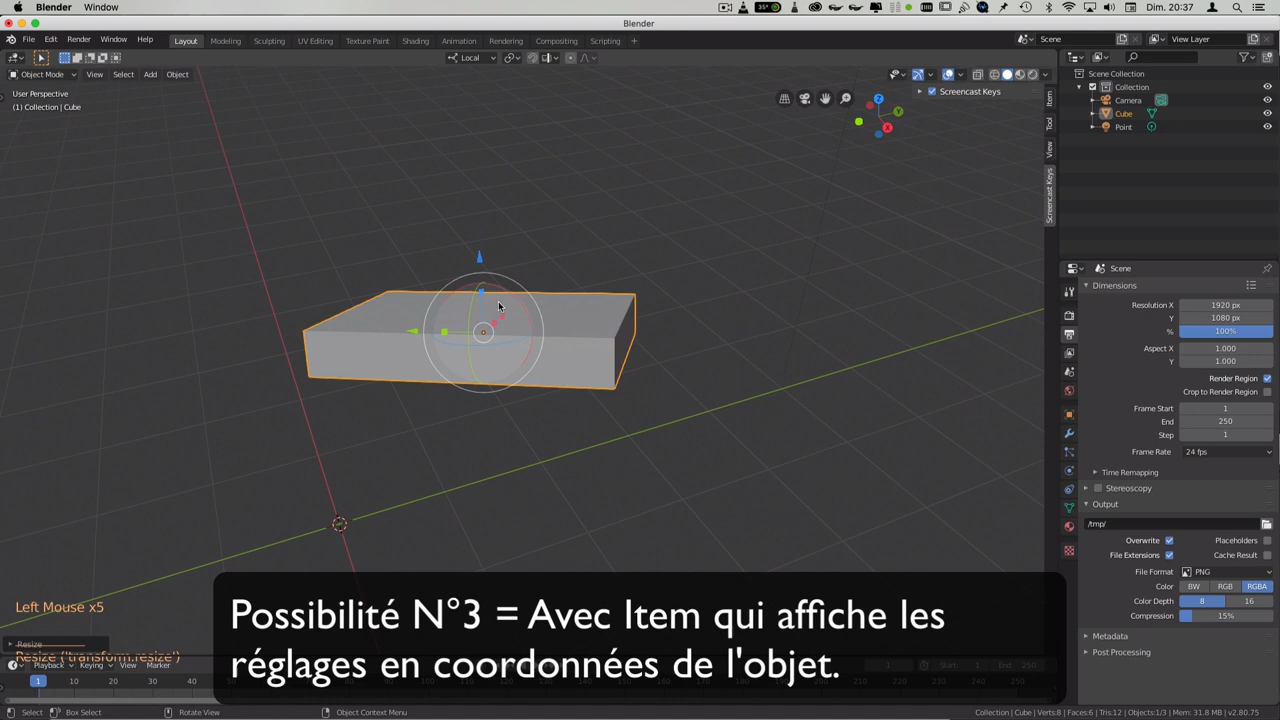 Blender Window Dim. 20:37
Blender
File Edit Render Window Help Layout Modeling Sculpting UV Editing Texture Paint Shading Animation Rendering Compositing Scripting + Scene View Layer
Local
Object Mode View Select Add Object
User Perspective
(1) Collection | Cube
Screencast Keys
Z
Y
X
Item
Tool
View
Screencast Keys
Scene Collection
Collection
Camera
Cube
Point
Scene
Dimensions
Resolution X 1920 px
Y 1080 px
% 100%
Aspect X 1.000
Y 1.000
Render Region
Crop to Render Region
Frame Start 1
End 250
Step 1
Frame Rate 24 fps
Time Remapping
Stereoscopy
Output
/tmp/
Overwrite Placeholders
File Extensions Cache Result
File Format PNG
Color BW RGB RGBA
Color Depth 8 16
Compression 15%
Metadata
Post Processing
Left Mouse x5
Resize
Resize ('transform.resize')
Possibilité N°3 = Avec Item qui affiche les
réglages en coordonnées de l'objet.
Playback Keying View Marker
1
Select Box Select Rotate View Object Context Menu Collection | Cube | Verts:8 | Faces:6 | Tris:12 | Objects:1/3 | Mem: 31.8 MB | v2.80.75